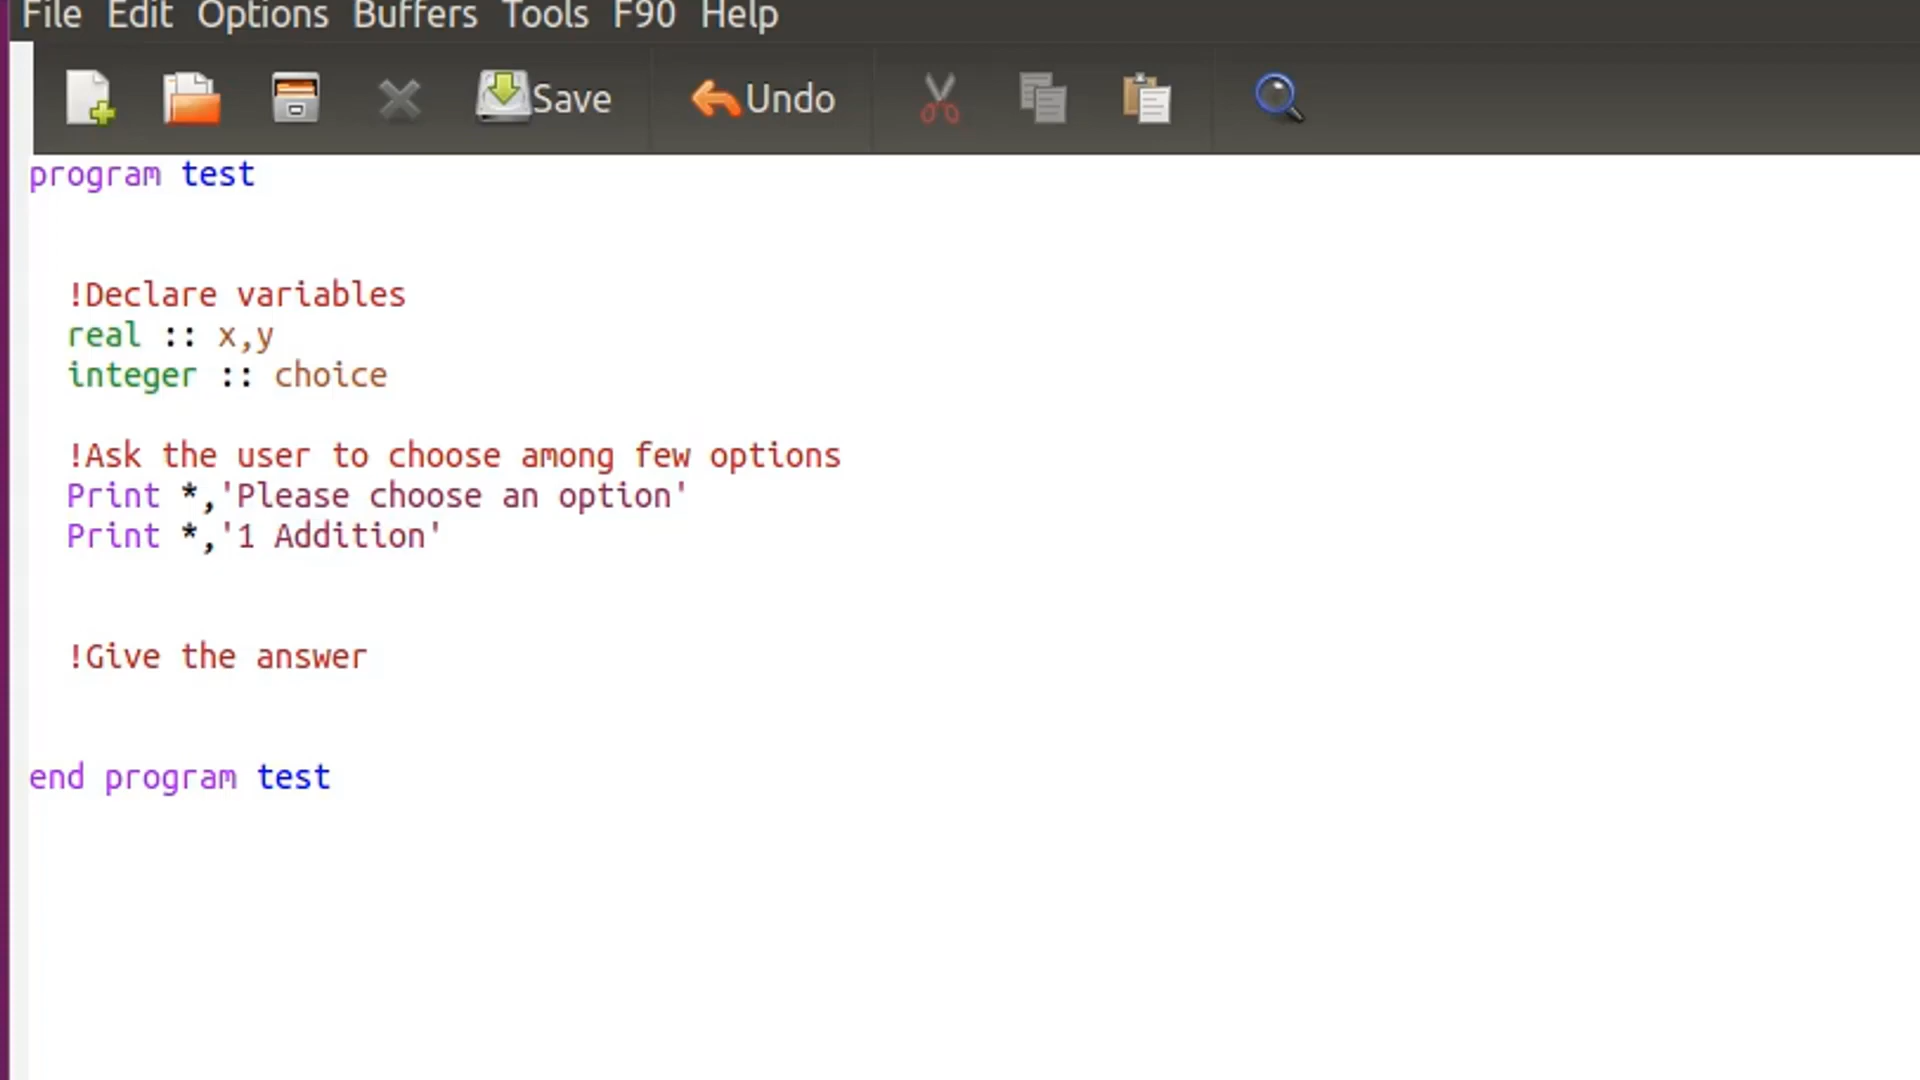 File Edit Options Buffers Tools F90 Help
Save Undo
program test
!Declare variables
real :: x,y
integer :: choice
!Ask the user to choose among few options
Print *,'Please choose an option'
Print *,'1 Addition'
!Give the answer
end program test